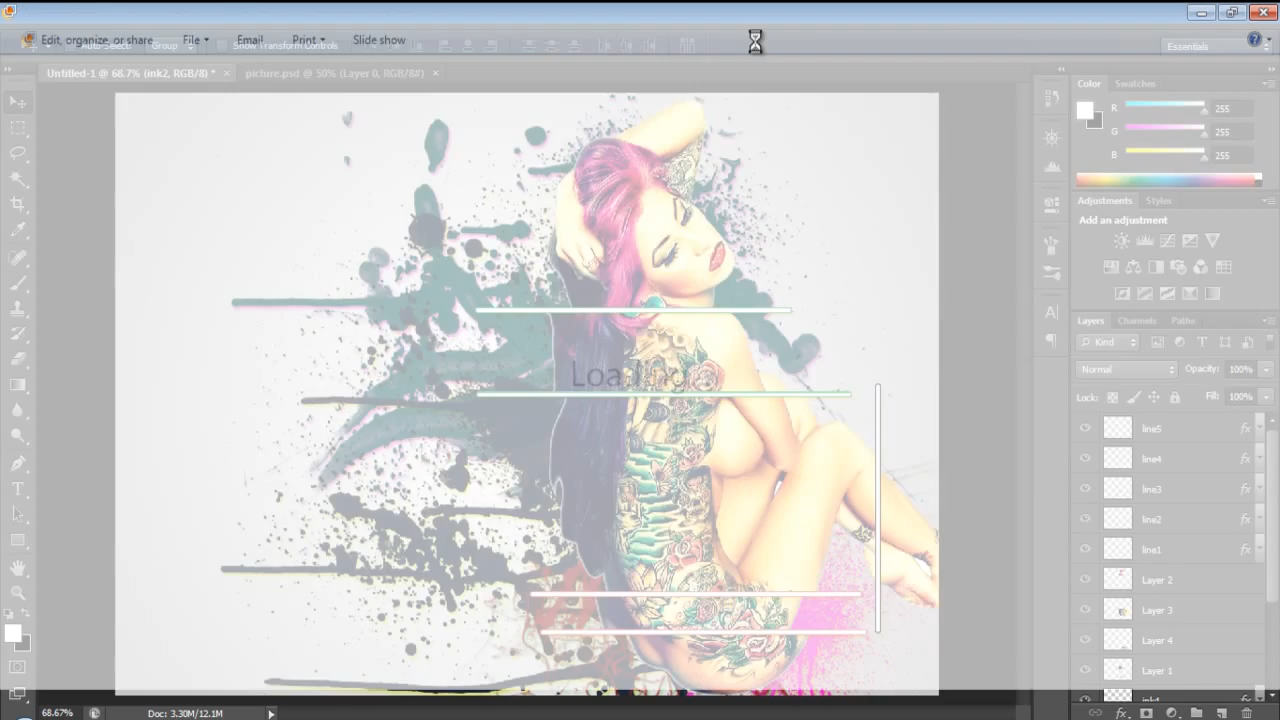 Edit, organize, or share
File
Email
Print
Slide show
Auto-Select:
Group
Show Transform Controls
Essentials
Untitled-1 @ 68.7% (ink2, RGB/8) *
picture.psd @ 50% (Layer 0, RGB/8#)
Color
Swatches
R
255
G
255
B
255
Adjustments
Styles
Add an adjustment
Layers
Channels
Paths
Kind
Normal
Opacity:
100%
Lock:
Fill:
100%
line5
line4
line3
line2
line1
Layer 2
Layer 3
Layer 4
Layer 1
ink1
Loading
68.67%
Doc: 3.30M/12.1M